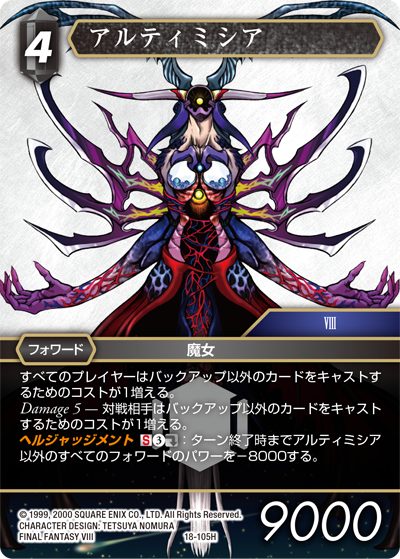 4
アルティミシア
VIII
フォワード
魔女
すべてのプレイヤーはバックアップ以外のカードをキャストす
るためのコストが1増える。
Damage 5 ― 対戦相手はバックアップ以外のカードをキャスト
するためのコストが1増える。
ヘルジャッジメント S3：ターン終了時までアルティミシア
以外のすべてのフォワードのパワーを－8000する。
© 1999, 2000 SQUARE ENIX CO., LTD. All Rights Reserved.
CHARACTER DESIGN: TETSUYA NOMURA
FINAL FANTASY VIII
18-105H
9000